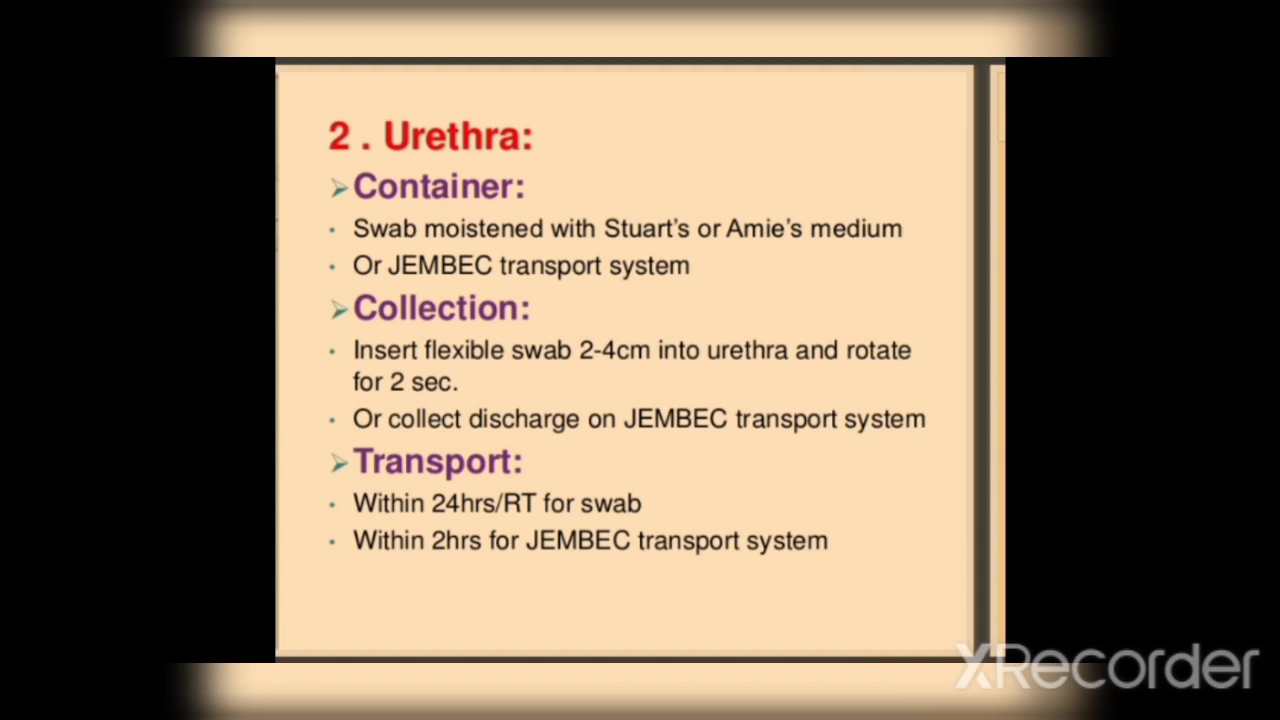 2 . Urethra:
➢Container:
• Swab moistened with Stuart's or Amie's medium
• Or JEMBEC transport system
➢Collection:
• Insert flexible swab 2-4cm into urethra and rotate
for 2 sec.
• Or collect discharge on JEMBEC transport system
➢Transport:
• Within 24hrs/RT for swab
• Within 2hrs for JEMBEC transport system
XRecorder